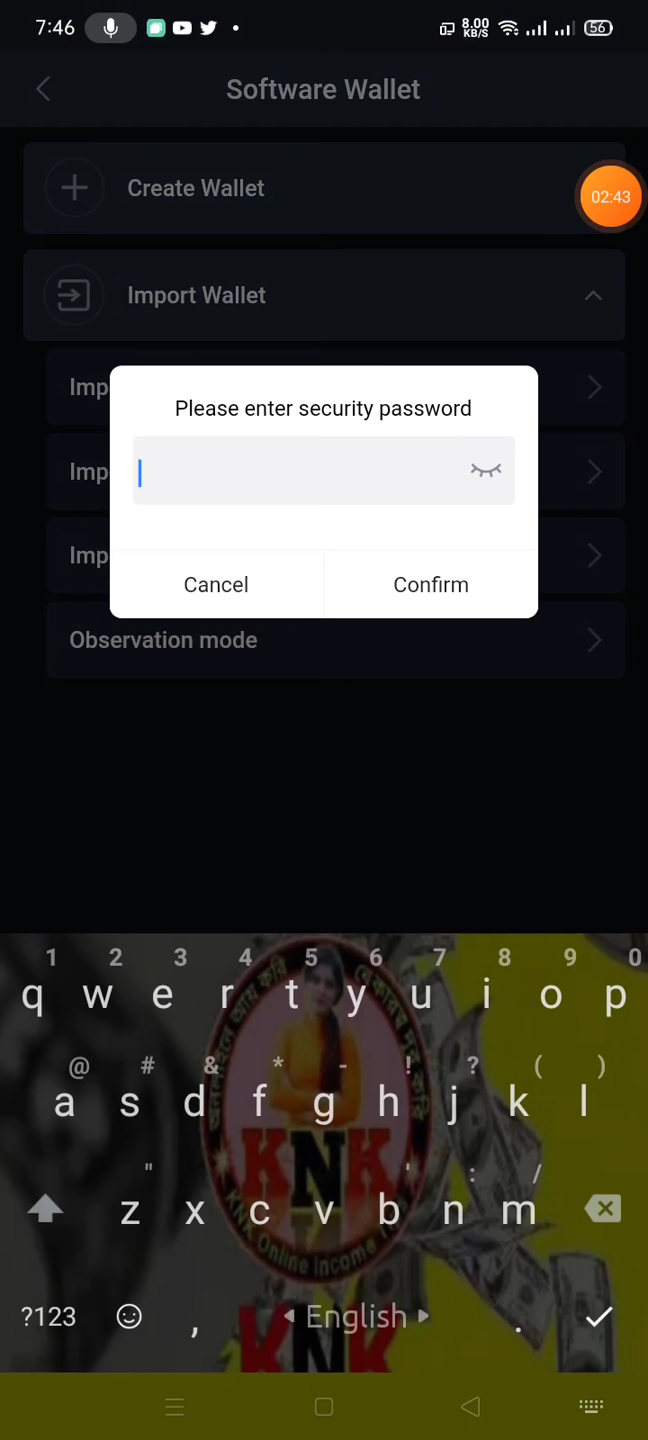 7:46
8.00
KB/S
56
Software Wallet
Create Wallet
02:43
Import Wallet
Imp
Please enter security password
Imp
Imp
Cancel
Confirm
Observation mode
1 2 3 4 5 6 7 8 9 0
q w e r t y u i o p
@ # & * - ! ? ( )
a s d f g h j k l
" ' : /
z x c v b n m
KNK
KNK Online Income
?123 , English .
KNK